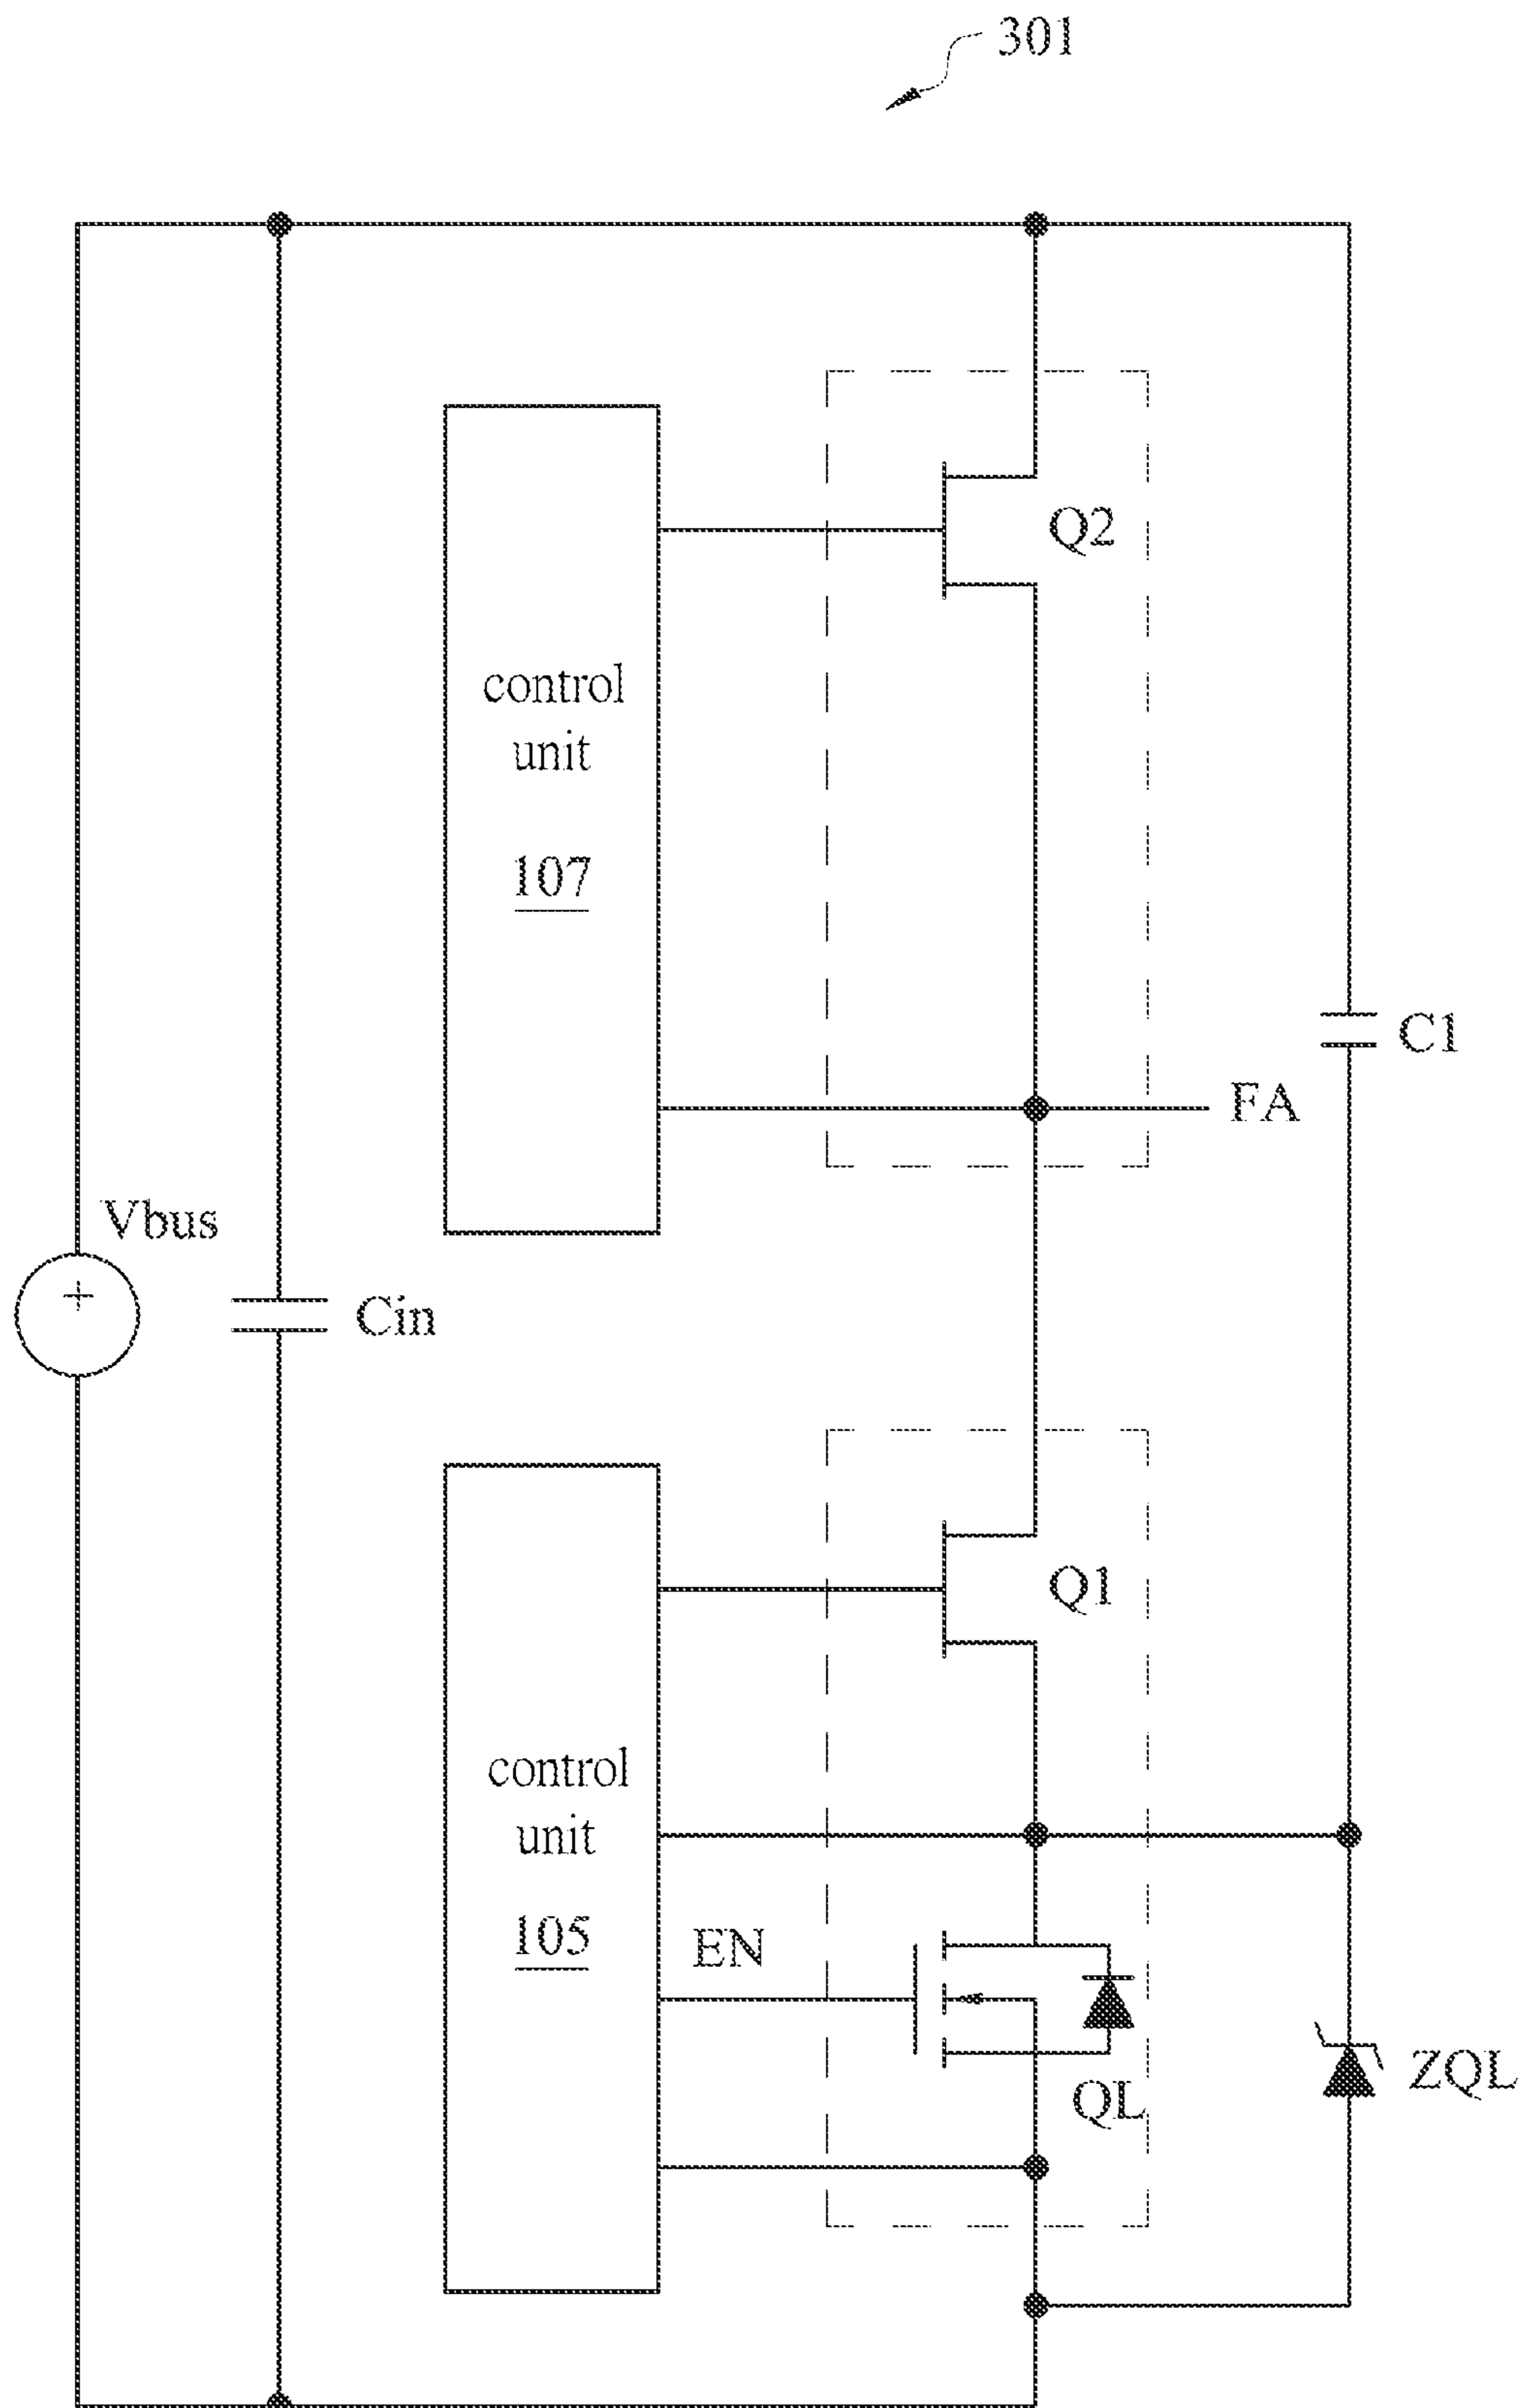 301
Q2
control
unit
107
C1
FA
Vbus
+
Cin
Q1
control
unit
105
EN
QL
ZQL